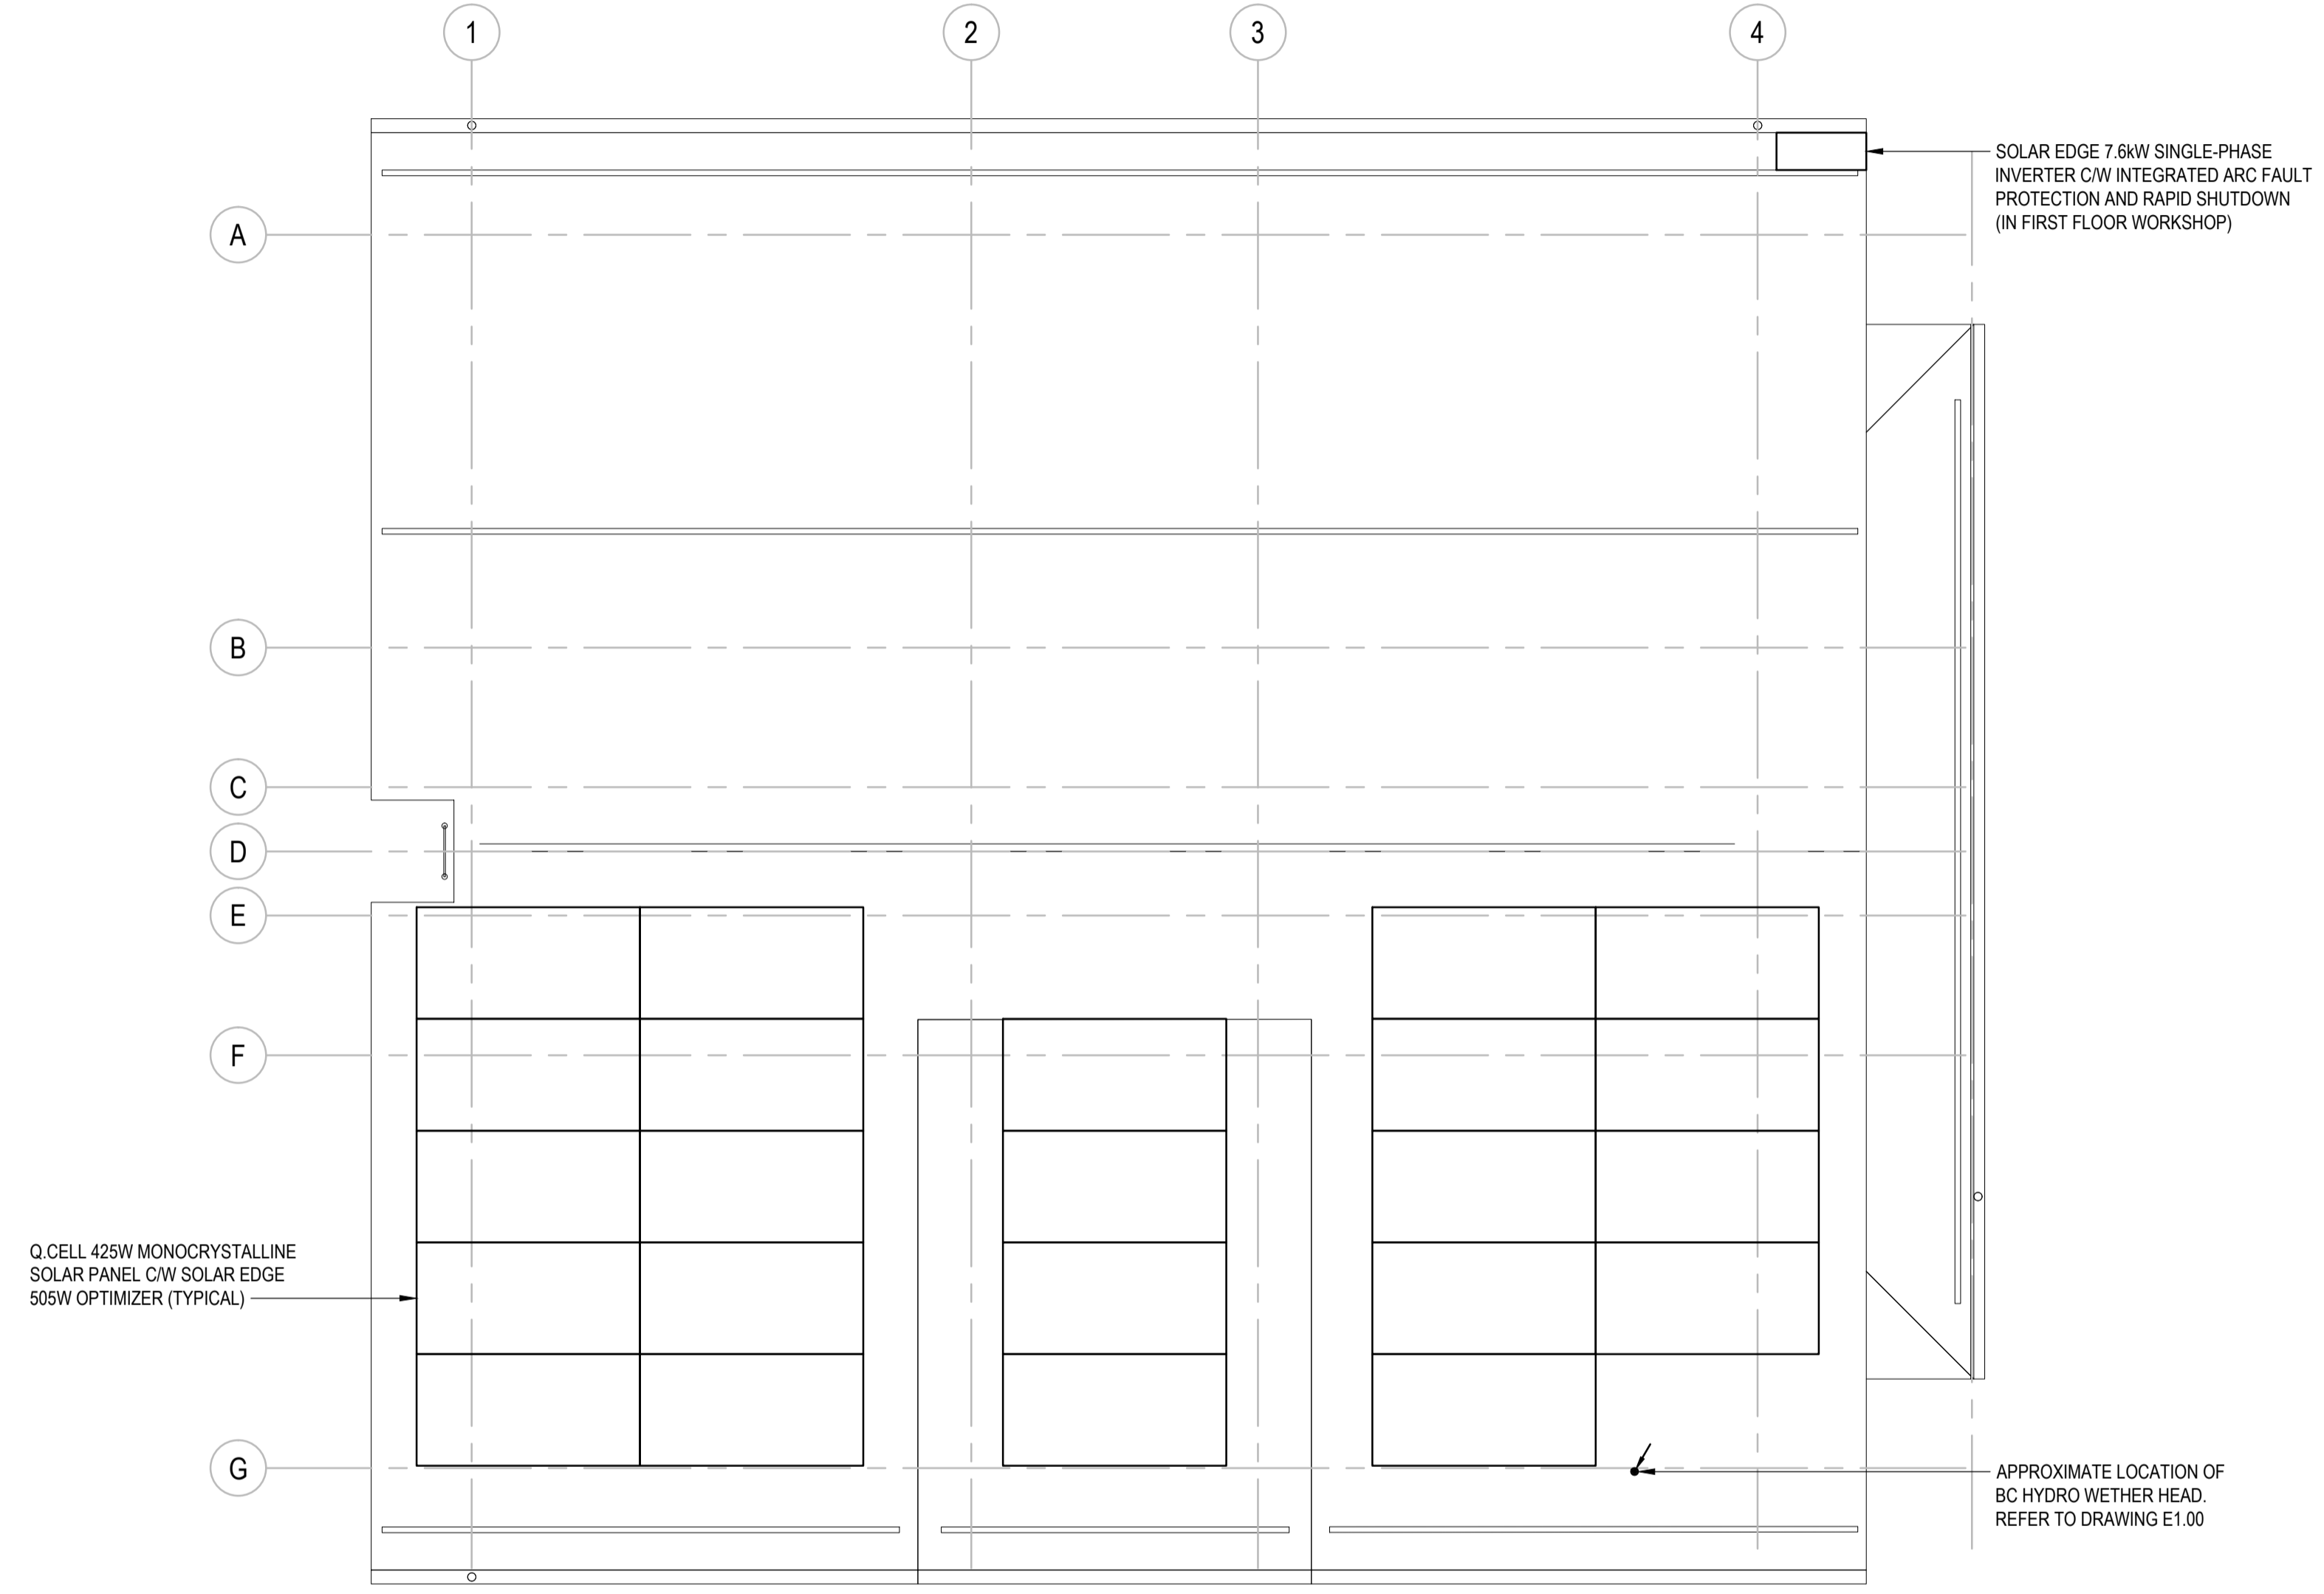 1
2
3
4
SOLAR EDGE 7.6kW SINGLE-PHASE
INVERTER C/W INTEGRATED ARC FAULT
PROTECTION AND RAPID SHUTDOWN
(IN FIRST FLOOR WORKSHOP)
A
B
C
D
E
F
Q.CELL 425W MONOCRYSTALLINE
SOLAR PANEL C/W SOLAR EDGE
505W OPTIMIZER (TYPICAL)
G
APPROXIMATE LOCATION OF
BC HYDRO WETHER HEAD.
REFER TO DRAWING E1.00